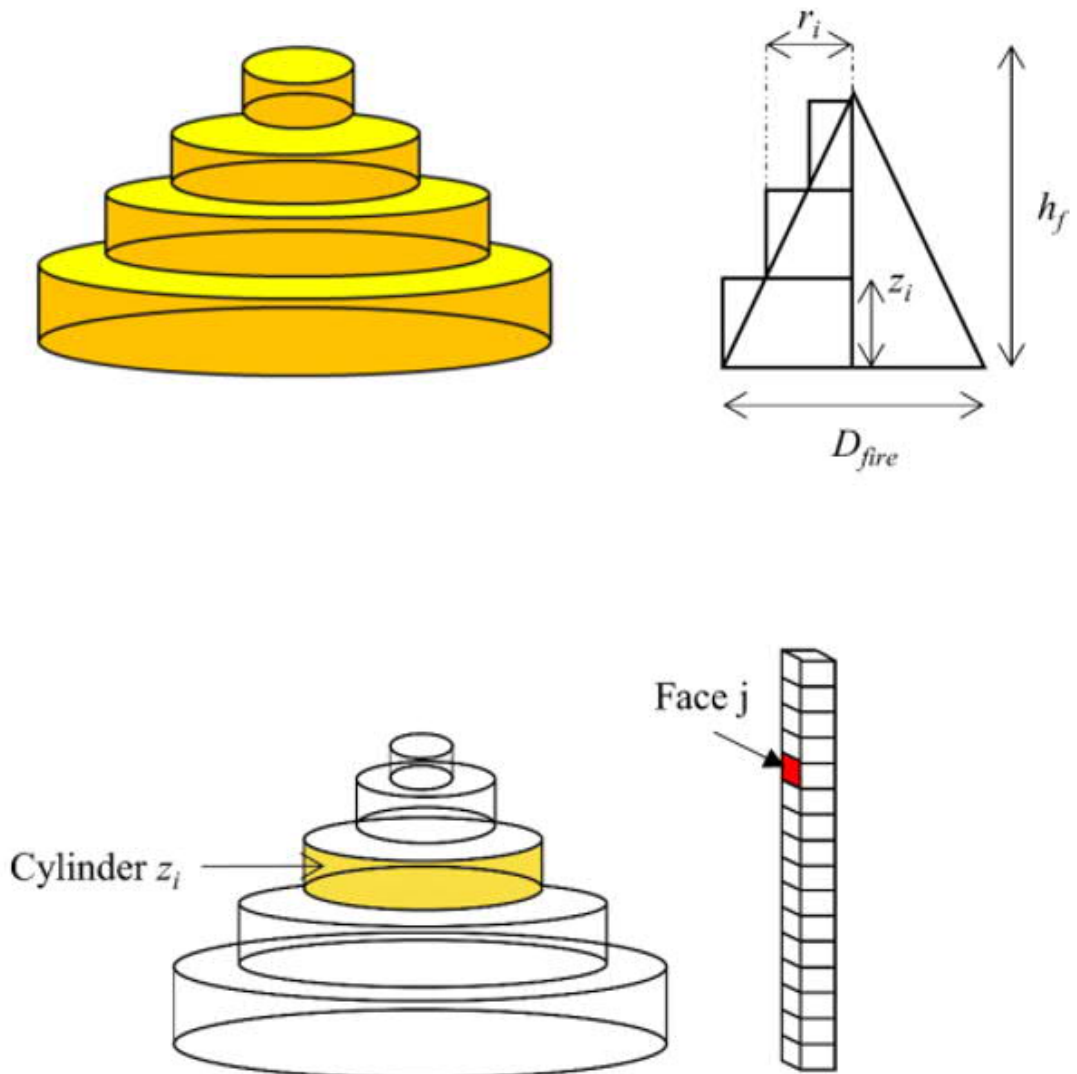 r_i
h_f
z_i
D_fire
Face j
Cylinder z_i